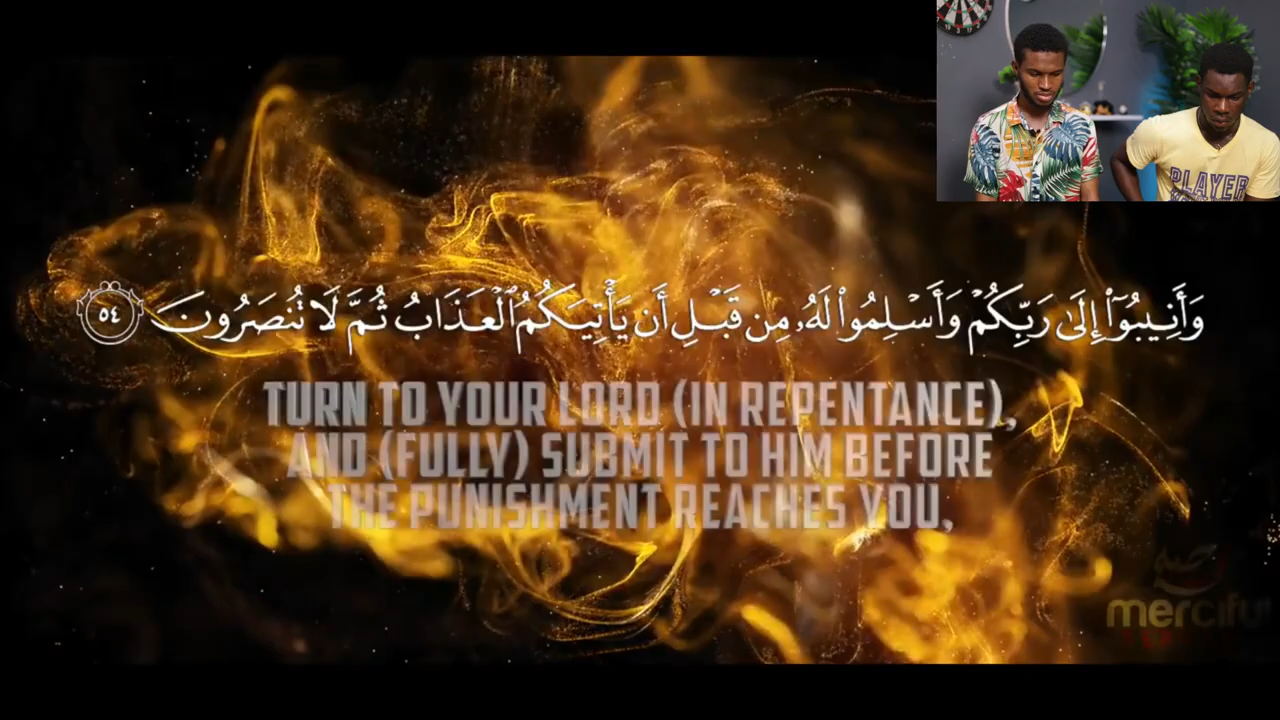 وَأَنِيبُوٓا۟ إِلَىٰ رَبِّكُمْ وَأَسْلِمُوا۟ لَهُۥ مِن قَبْلِ أَن يَأْتِيَكُمُ ٱلْعَذَابُ ثُمَّ لَا تُنصَرُونَ ٥٤
TURN TO YOUR LORD (IN REPENTANCE),
AND (FULLY) SUBMIT TO HIM BEFORE
THE PUNISHMENT REACHES YOU,
PLAYER
merciful